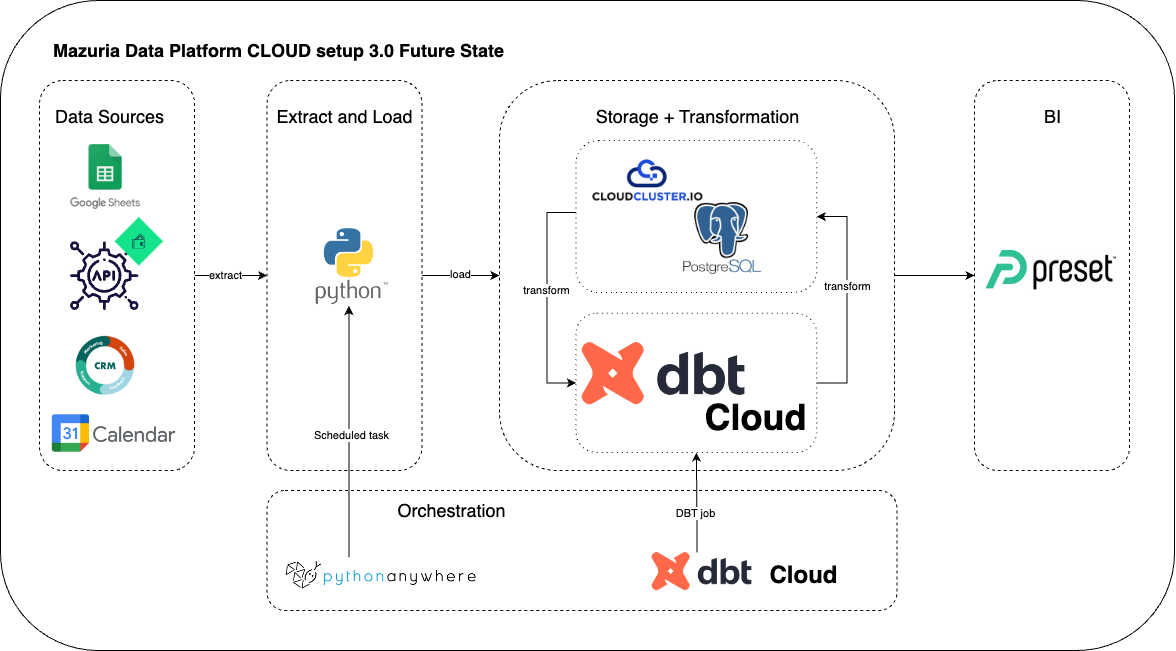 Mazuria Data Platform CLOUD setup 3.0 Future State
Data Sources
Google Sheets
API
CRM
31 Calendar
extract
Extract and Load
python™
load
Scheduled task
Storage + Transformation
CLOUDCLUSTER.IO
PostgreSQL
transform
transform
dbt
Cloud
BI
preset
Orchestration
pythonanywhere
DBT job
dbt Cloud